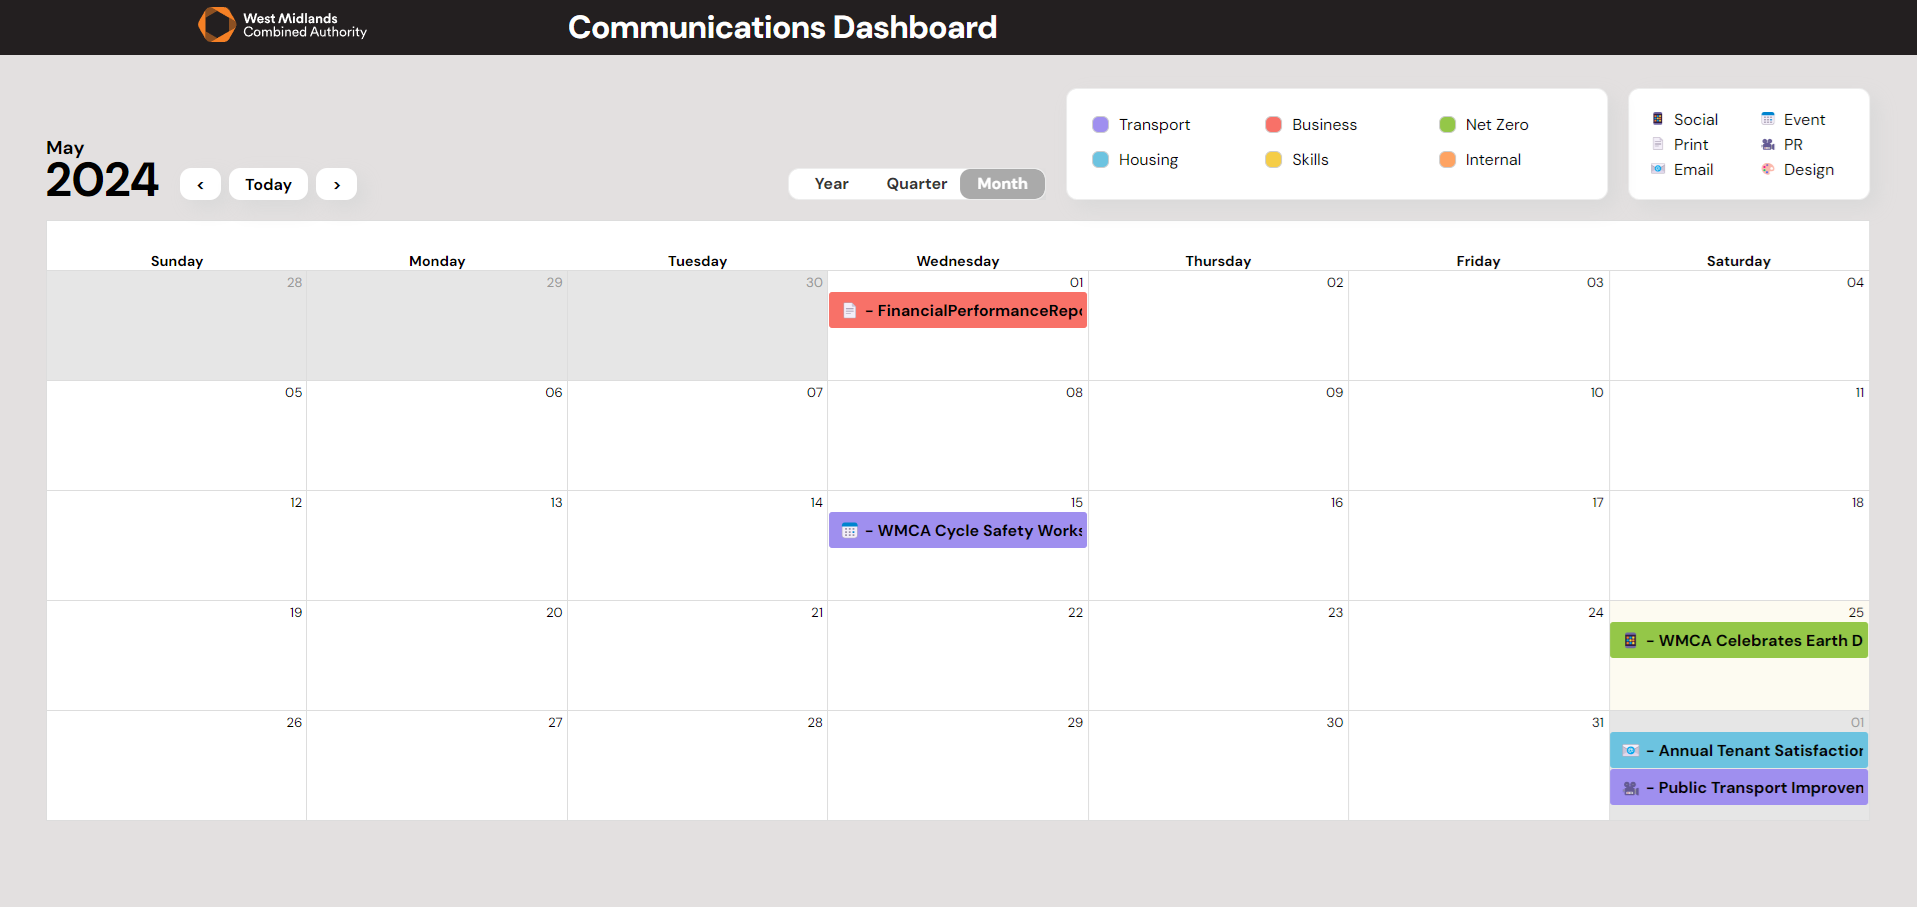 West Midlands
Combined Authority
Communications Dashboard
May
2024
<
Today
>
Year Quarter Month
Transport Business Net Zero
Housing Skills Internal
Social Event
Print PR
Email Design
Sunday Monday Tuesday Wednesday Thursday Friday Saturday
28 29 30 01 02 03 04
- FinancialPerformanceRepo
05 06 07 08 09 10 11
12 13 14 15 16 17 18
- WMCA Cycle Safety Works
19 20 21 22 23 24 25
- WMCA Celebrates Earth D
26 27 28 29 30 31 01
- Annual Tenant Satisfaction
- Public Transport Improvem